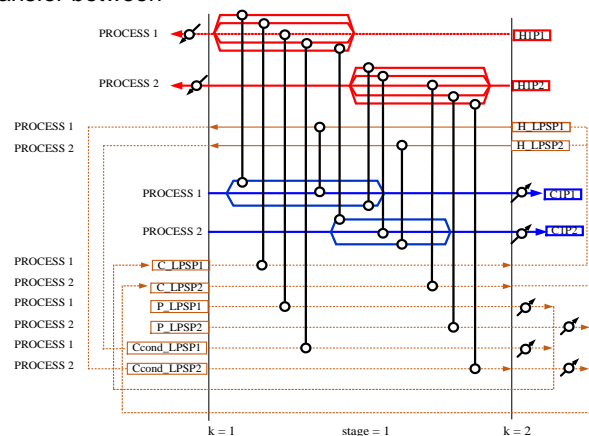 PROCESS 1 H1P1
PROCESS 2 H1P2
PROCESS 1 H_LPSP1
PROCESS 2 H_LPSP2
PROCESS 1 C1P1
PROCESS 2 C1P2
PROCESS 1 C_LPSP1
PROCESS 2 C_LPSP2
PROCESS 1 P_LPSP1
PROCESS 2 P_LPSP2
PROCESS 1 Ccond_LPSP1
PROCESS 2 Ccond_LPSP2
k = 1 stage = 1 k = 2